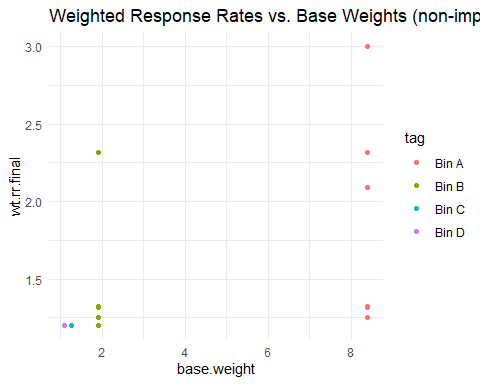 Weighted Response Rates vs. Base Weights (non-imp
3.0
2.5
2.0
1.5
wt.rr.final
2 4 6 8
base.weight
tag
Bin A
Bin B
Bin C
Bin D